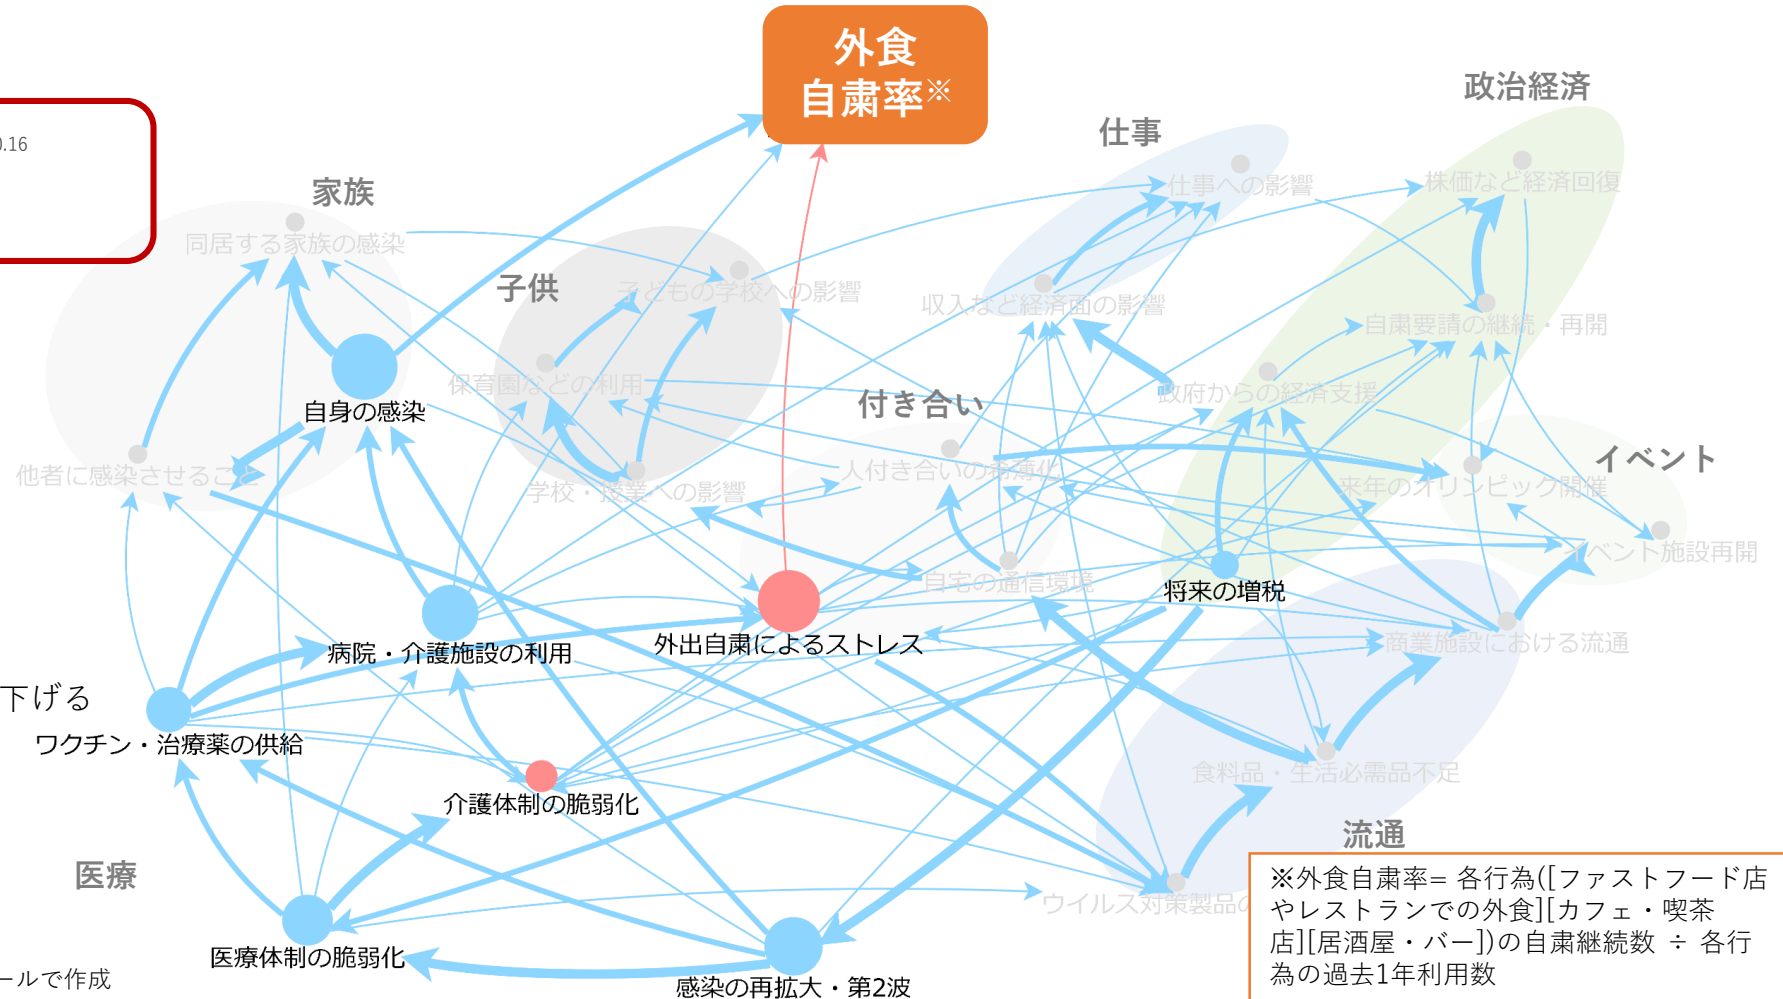 外食
自粛率※
政治経済
仕事
0.16
家族
仕事への影響
株価など経済回復
同居する家族の感染
子供
子どもの学校への影響
収入など経済面の影響
自粛要請の継続・再開
保育園などの利用
政府からの経済支援
自身の感染
付き合い
イベント
他者に感染させること
人付き合いの希薄化
学校・授業への影響
来年のオリンピック開催
イベント施設再開
自宅の通信環境
将来の増税
病院・介護施設の利用
外出自粛によるストレス
商業施設における流通
下げる
ワクチン・治療薬の供給
食料品・生活必需品不足
介護体制の脆弱化
流通
医療
※外食自粛率= 各行為([ファストフード店
やレストランでの外食][カフェ・喫茶
店][居酒屋・バー])の自粛継続数 ÷ 各行
為の過去1年利用数
ウイルス対策製品の
医療体制の脆弱化
ールで作成
感染の再拡大・第2波